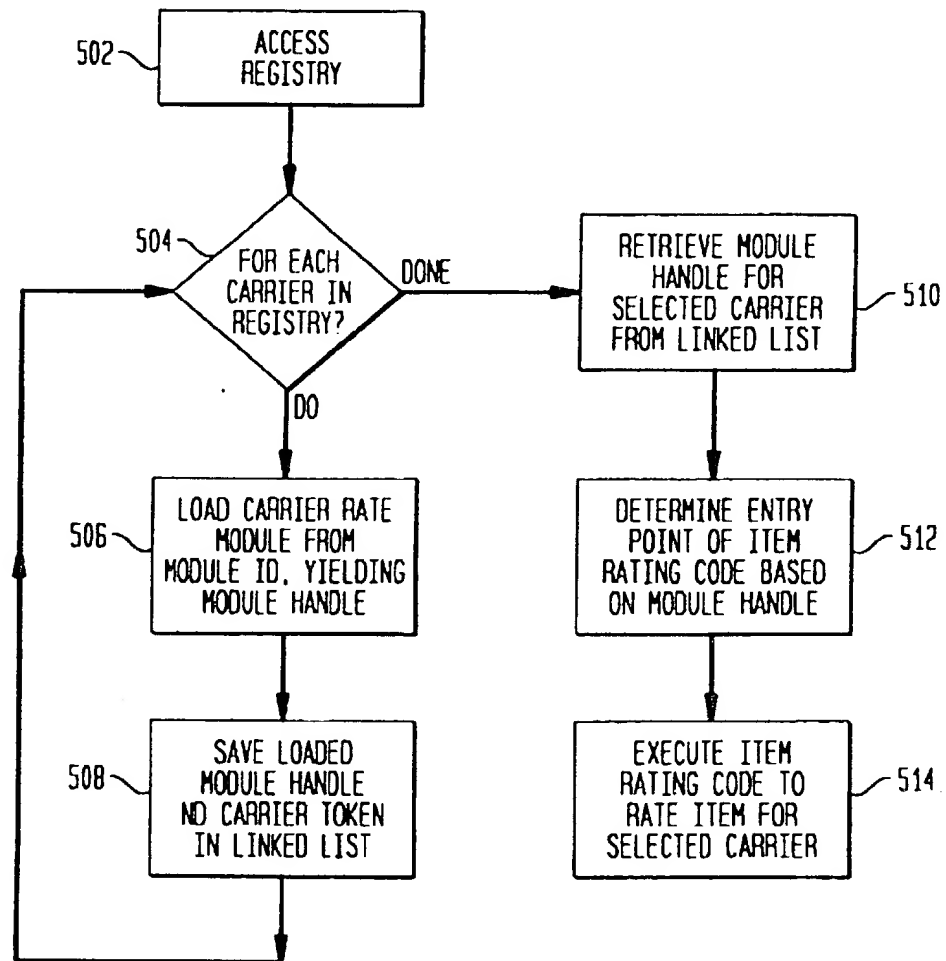 502
ACCESS
REGISTRY
504
FOR EACH
CARRIER IN
REGISTRY?
DONE
DO
506
LOAD CARRIER RATE
MODULE FROM
MODULE ID, YIELDING
MODULE HANDLE
508
SAVE LOADED
MODULE HANDLE
ND CARRIER TOKEN
IN LINKED LIST
RETRIEVE MODULE
HANDLE FOR
SELECTED CARRIER
FROM LINKED LIST
510
DETERMINE ENTRY
POINT OF ITEM
RATING CODE BASED
ON MODULE HANDLE
512
EXECUTE ITEM
RATING CODE TO
RATE ITEM FOR
SELECTED CARRIER
514